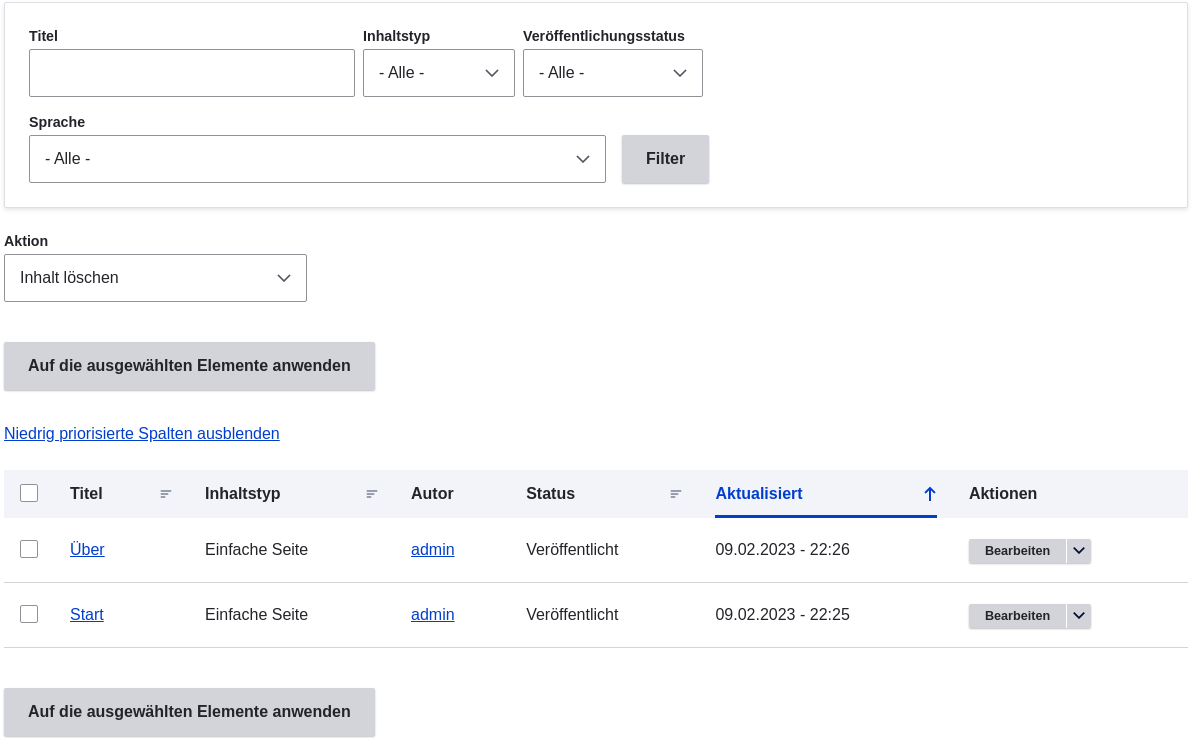 Titel Inhaltstyp Veröffentlichungsstatus
- Alle - - Alle -
Sprache
- Alle - Filter
Aktion
Inhalt löschen
Auf die ausgewählten Elemente anwenden
Niedrig priorisierte Spalten ausblenden
Titel Inhaltstyp Autor Status Aktualisiert Aktionen
Über Einfache Seite admin Veröffentlicht 09.02.2023 - 22:26 Bearbeiten
Start Einfache Seite admin Veröffentlicht 09.02.2023 - 22:25 Bearbeiten
Auf die ausgewählten Elemente anwenden